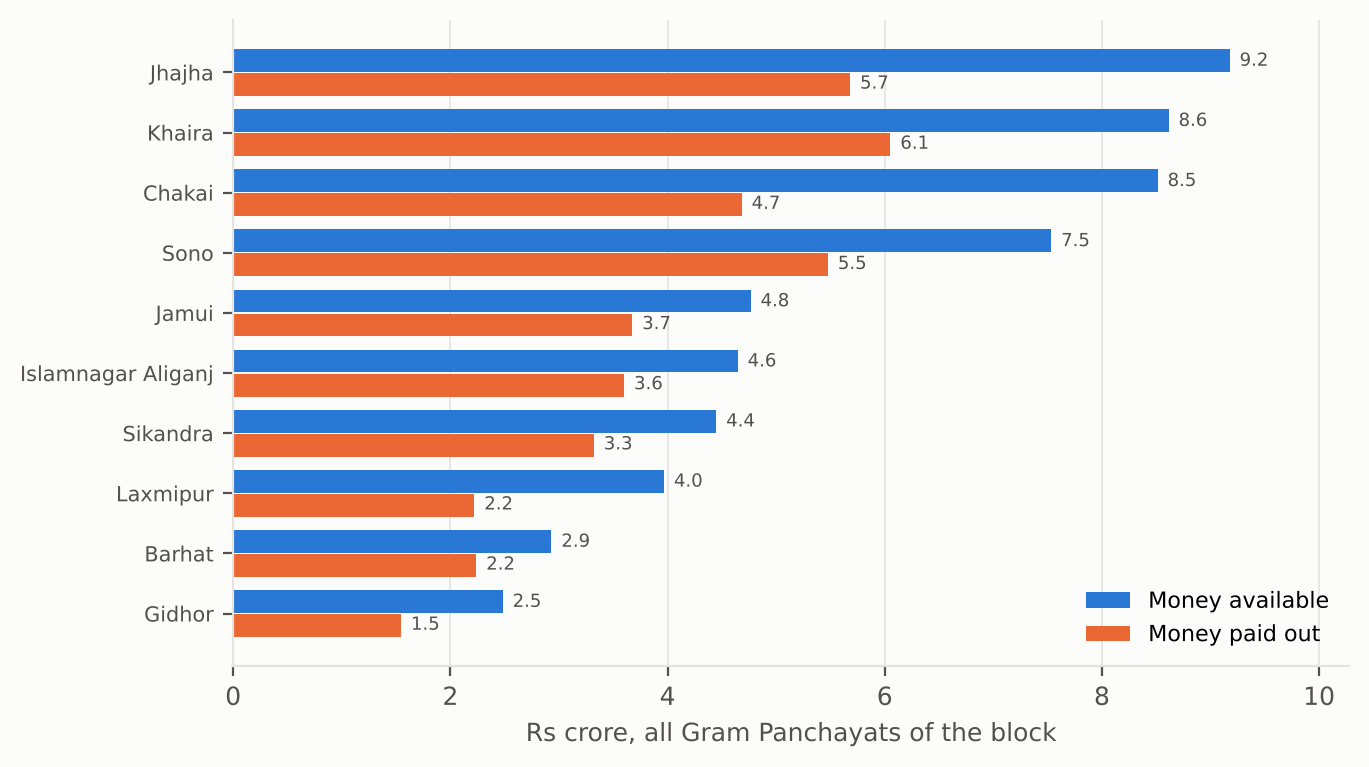 Jhajha 9.2
5.7
Khaira 8.6
6.1
Chakai 8.5
4.7
Sono 7.5
5.5
Jamui 4.8
3.7
Islamnagar Aliganj 4.6
3.6
Sikandra 4.4
3.3
Laxmipur 4.0
2.2
Barhat 2.9
2.2
Gidhor 2.5
1.5
Money available
Money paid out
0 2 4 6 8 10
Rs crore, all Gram Panchayats of the block